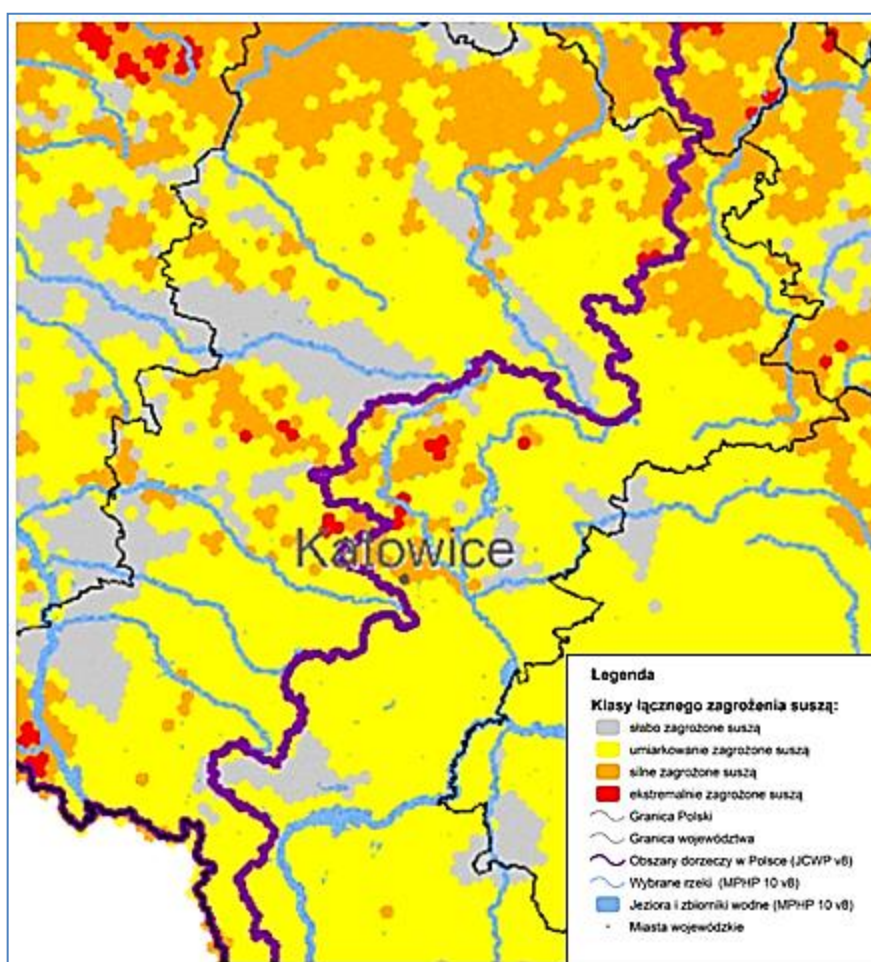 Katowice
Legenda
Klasy łącznego zagrożenia suszą:
słabo zagrożone suszą
umiarkowanie zagrożone suszą
silne zagrożone suszą
ekstremalnie zagrożone suszą
Granica Polski
Granica województwa
Obszary dorzeczy w Polsce (JCWP v8)
Wybrane rzeki (MPHP 10 v8)
Jeziora i zbiorniki wodne (MPHP 10 v8)
Miasta wojewódzkie